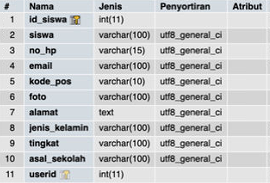 # Nama Jenis Penyortiran Atribut
1 id_siswa int(11)
2 siswa varchar(100) utf8_general_ci
3 no_hp varchar(15) utf8_general_ci
4 email varchar(100) utf8_general_ci
5 kode_pos varchar(10) utf8_general_ci
6 foto varchar(100) utf8_general_ci
7 alamat text utf8_general_ci
8 jenis_kelamin varchar(100) utf8_general_ci
9 tingkat varchar(100) utf8_general_ci
10 asal_sekolah varchar(100) utf8_general_ci
11 userid int(11)